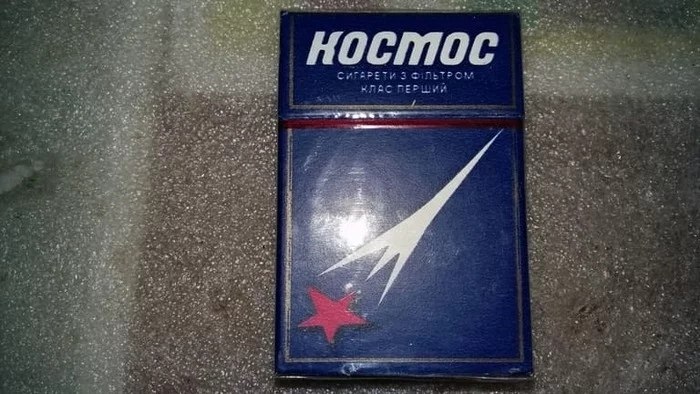 КОСМОС
СИГАРЕТИ З ФІЛЬТРОМ
КЛАС ПЕРШИЙ